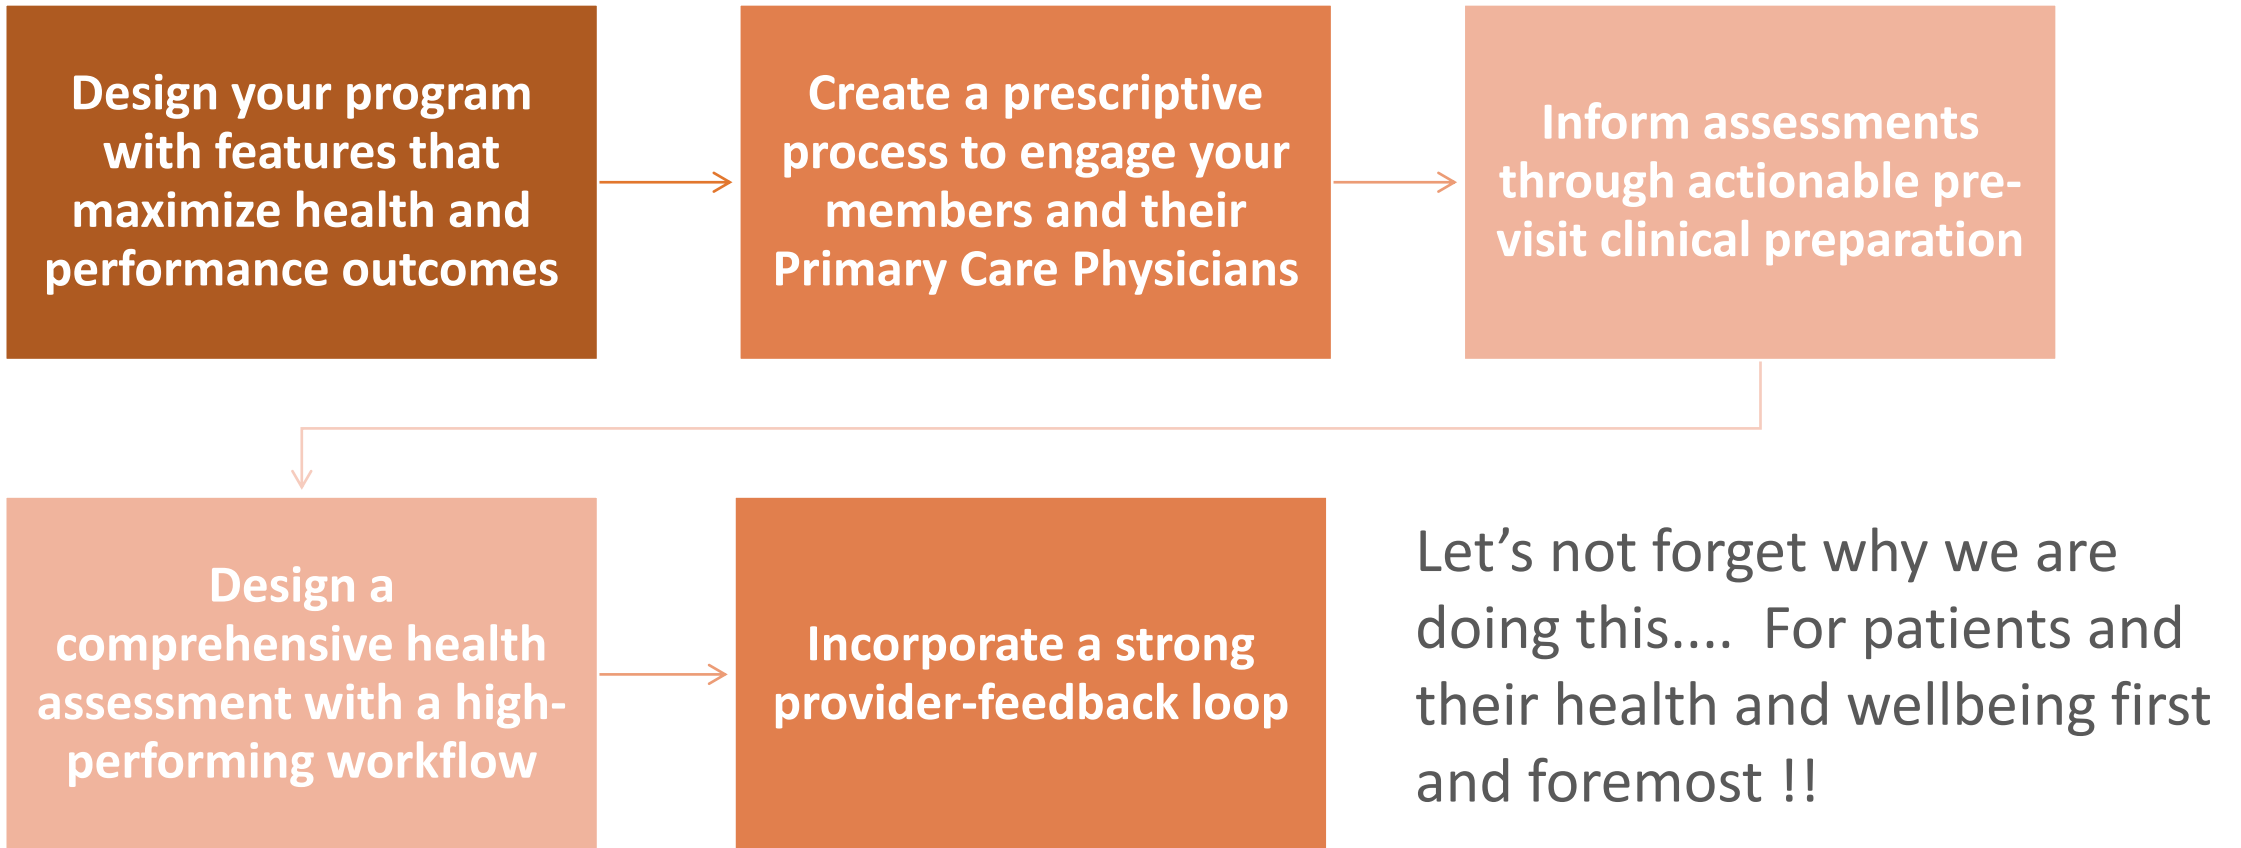 Design your program
with features that
maximize health and
performance outcomes
Create a prescriptive
process to engage your
members and their
Primary Care Physicians
Inform assessments
through actionable pre-
visit clinical preparation
Design a
comprehensive health
assessment with a high-
performing workflow
Incorporate a strong
provider-feedback loop
Let’s not forget why we are
doing this....  For patients and
their health and wellbeing first
and foremost !!